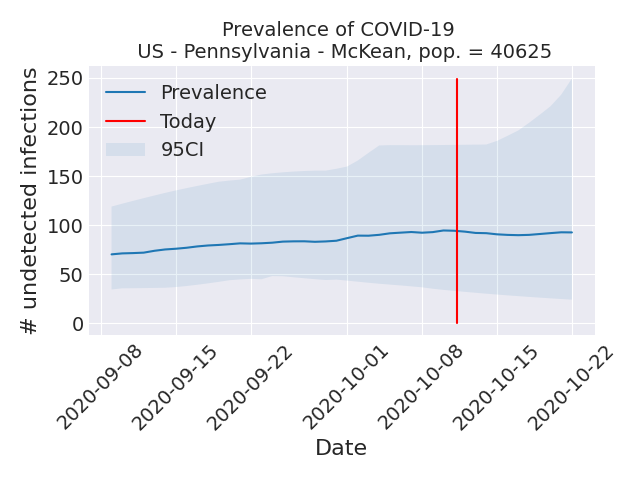 Prevalence of COVID-19
US - Pennsylvania - McKean, pop. = 40625
# undetected infections
250
200
150
100
50
0
Prevalence
Today
95CI
2020-09-08
2020-09-15
2020-09-22
2020-10-01
2020-10-08
2020-10-15
2020-10-22
Date